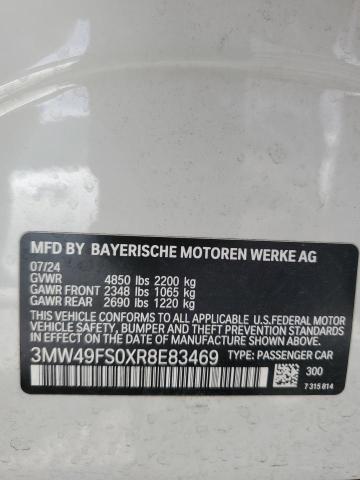 MFD BY BAYERISCHE MOTOREN WERKE AG
07/24
GVWR 4850 lbs 2200 kg
GAWR FRONT 2348 lbs 1065 kg
GAWR REAR 2690 lbs 1220 kg
THIS VEHICLE CONFORMS TO ALL APPLICABLE U.S.FEDERAL MOTOR
VEHICLE SAFETY, BUMPER, AND THEFT PREVENTION STANDARDS
IN EFFECT ON THE DATE OF MANUFACTURE SHOWN ABOVE.
3MW49FS0XR8E83469 TYPE: PASSENGER CAR
300
7 315 814